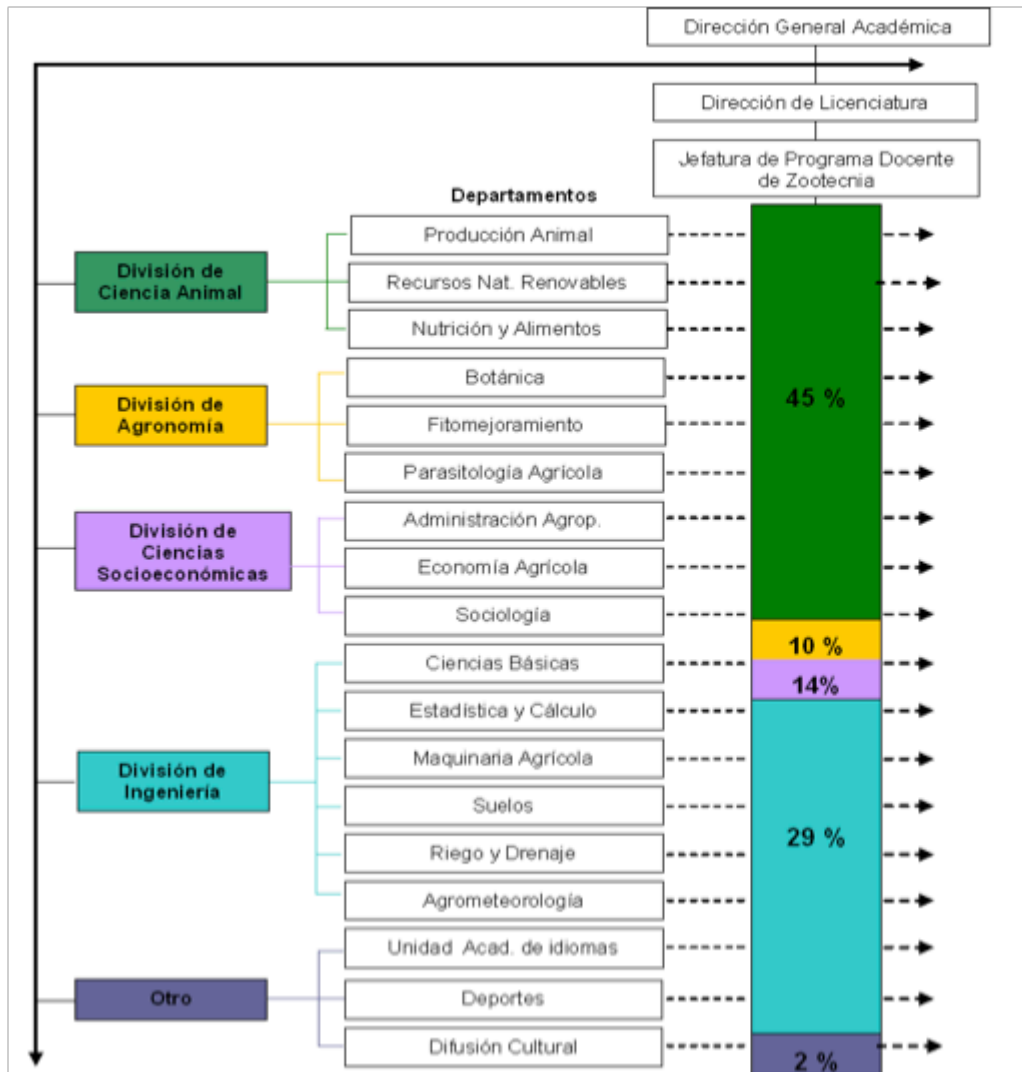 Dirección General Académica
Dirección de Licenciatura
Jefatura de Programa Docente
de Zootecnia
Departamentos
División de
Ciencia Animal
Producción Animal
Recursos Nat. Renovables
Nutrición y Alimentos
División de
Agronomía
Botánica
Fitomejoramiento
Parasitología Agrícola
45 %
División de
Ciencias
Socioeconómicas
Administración Agrop.
Economía Agrícola
Sociología
10 %
14%
División de
Ingeniería
Ciencias Básicas
Estadística y Cálculo
Maquinaria Agrícola
Suelos
Riego y Drenaje
Agrometeorología
29 %
Otro
Unidad Acad. de idiomas
Deportes
Difusión Cultural
2 %